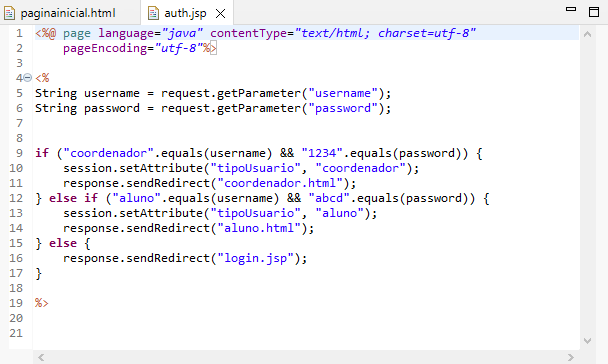 paginainicial.html
auth.jsp
1 <%@ page language="java" contentType="text/html; charset=utf-8"
2     pageEncoding="utf-8"%>
3
4 <%
5 String username = request.getParameter("username");
6 String password = request.getParameter("password");
7
8
9 if ("coordenador".equals(username) && "1234".equals(password)) {
10     session.setAttribute("tipoUsuario", "coordenador");
11     response.sendRedirect("coordenador.html");
12 } else if ("aluno".equals(username) && "abcd".equals(password)) {
13     session.setAttribute("tipoUsuario", "aluno");
14     response.sendRedirect("aluno.html");
15 } else {
16     response.sendRedirect("login.jsp");
17 }
18
19 %>
20
21